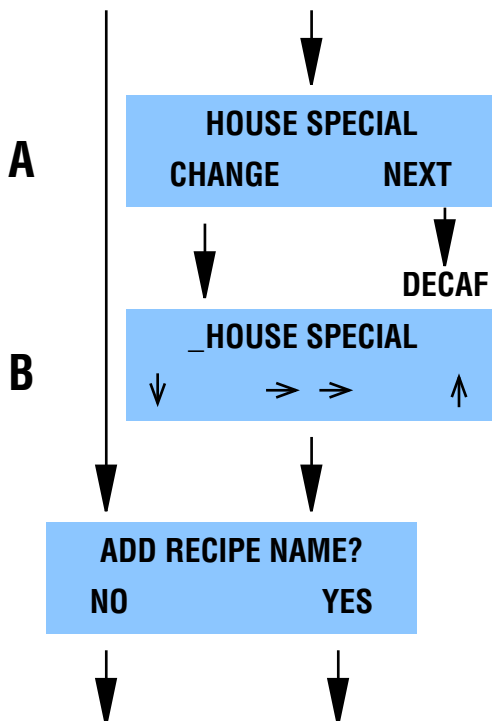 HOUSE SPECIAL
A
CHANGE NEXT
DECAF
_HOUSE SPECIAL
B
ADD RECIPE NAME?
NO YES